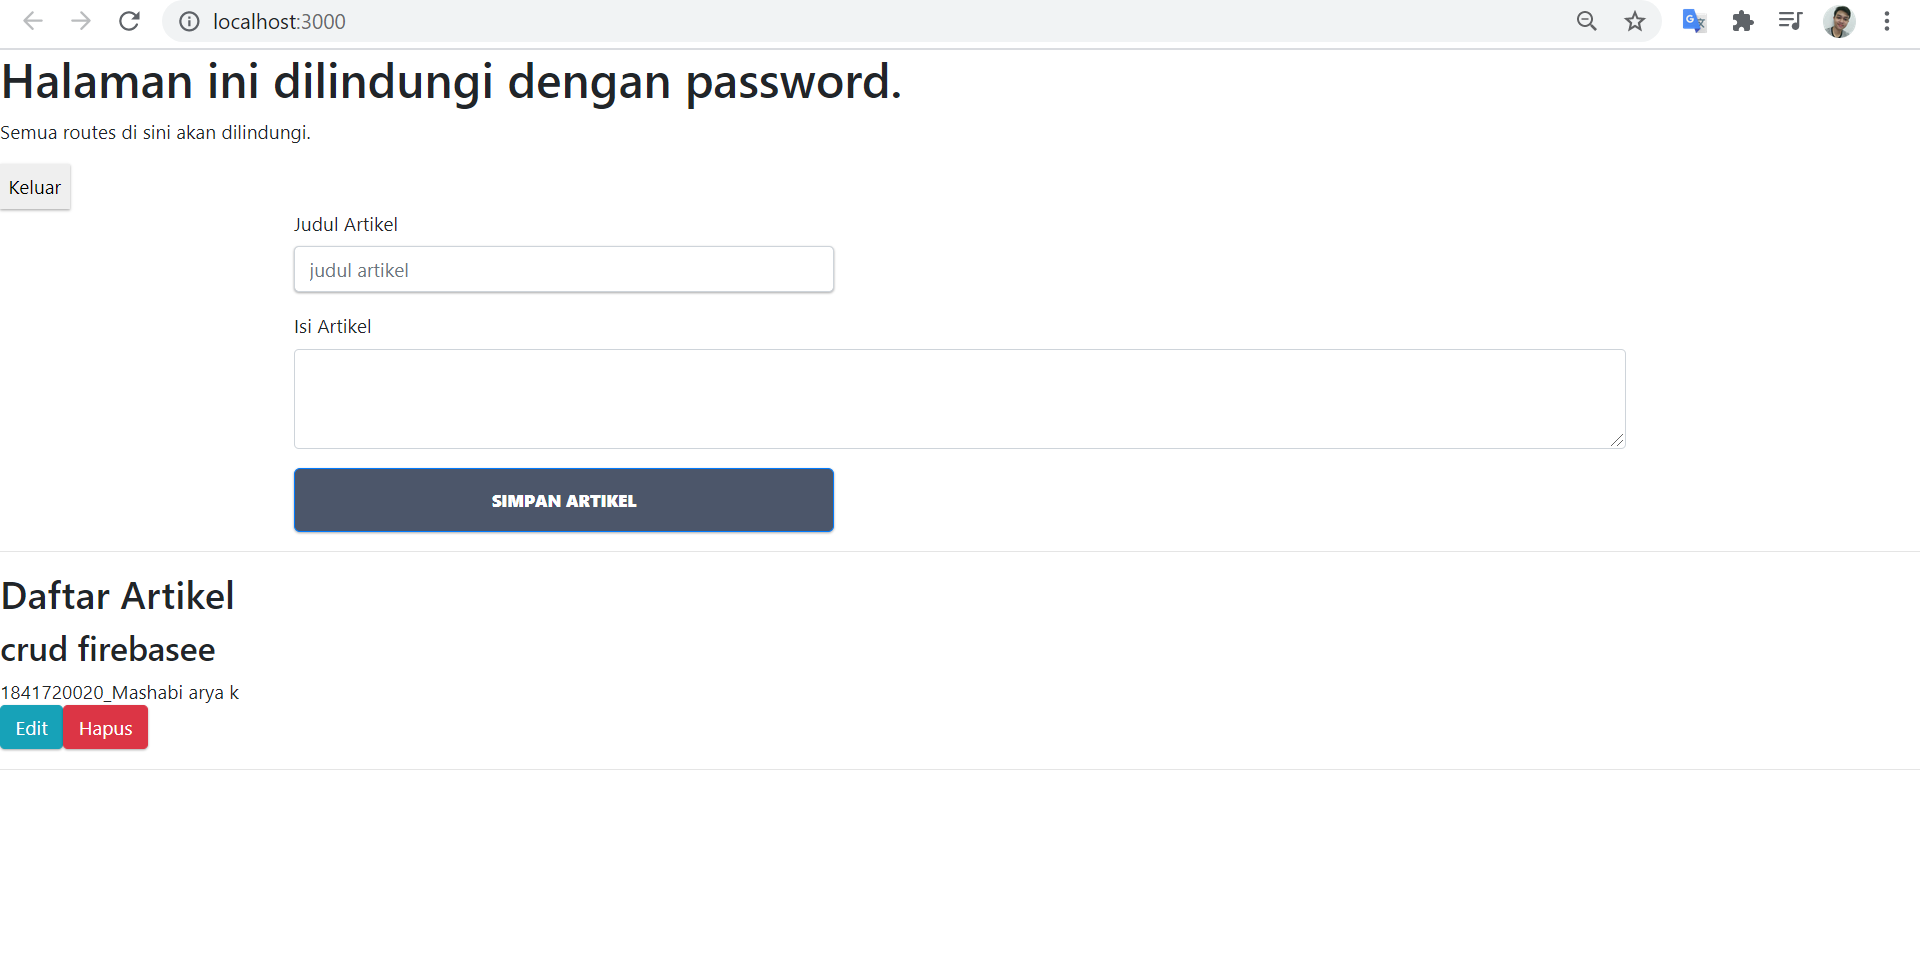 localhost:3000
Halaman ini dilindungi dengan password.
Semua routes di sini akan dilindungi.
Keluar
Judul Artikel
judul artikel
Isi Artikel
SIMPAN ARTIKEL
Daftar Artikel
crud firebasee
1841720020_Mashabi arya k
Edit Hapus